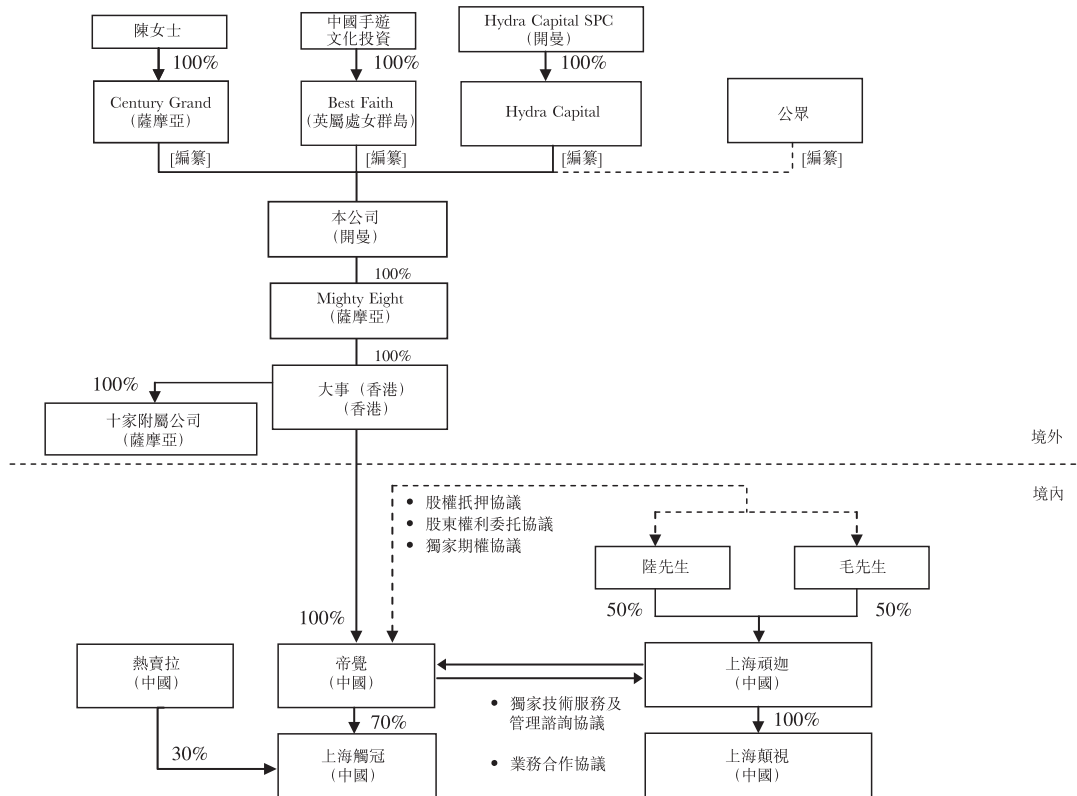 陳女士
中國手遊
文化投資
Hydra Capital SPC
(開曼)
100%
100%
100%
Century Grand
(薩摩亞)
Best Faith
(英屬處女群島)
Hydra Capital
公眾
[編纂]
[編纂]
[編纂]
[編纂]
本公司
(開曼)
100%
Mighty Eight
(薩摩亞)
100%
大事（香港）
(香港)
100%
十家附屬公司
(薩摩亞)
境外
境內
• 股權抵押協議
• 股東權利委托協議
• 獨家期權協議
陸先生
毛先生
50%
50%
100%
熱賣拉
(中國)
帝覺
(中國)
上海頑迦
(中國)
• 獨家技術服務及
管理諮詢協議
• 業務合作協議
70%
100%
30%
上海觸冠
(中國)
上海顛視
(中國)